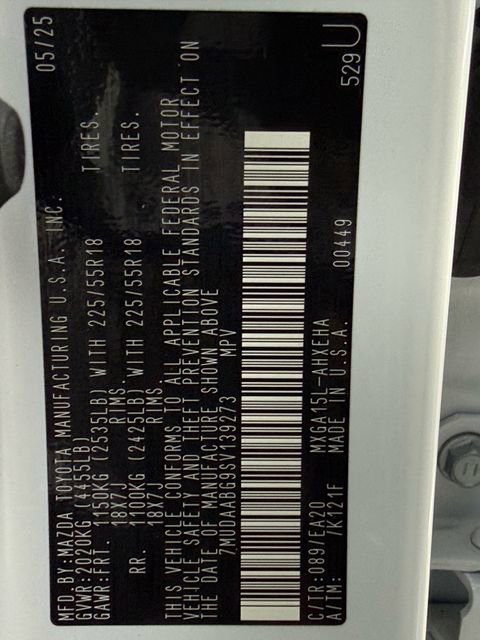 MFD.BY:MAZDA TOYOTA MANUFACTURING U.S.A. INC. 05/25
GVWR:2020KG (4455LB)
GAWR:FRT. 1150KG (2535LB) WITH 225/55R18 TIRES.
18X7J RIMS.
RR. 1100KG (2425LB) WITH 225/55R18 TIRES.
18X7J RIMS.
THIS VEHICLE CONFORMS TO ALL APPLICABLE FEDERAL MOTOR
VEHICLE SAFETY AND THEFT PREVENTION STANDARDS IN EFFECT ON
THE DATE OF MANUFACTURE SHOWN ABOVE
7MUDAABG9SV139273 MPV
C/TR:089/EA20 MXGA15L-AHXEHA 00449 529U
A/TM: /K121F MADE IN U.S.A.